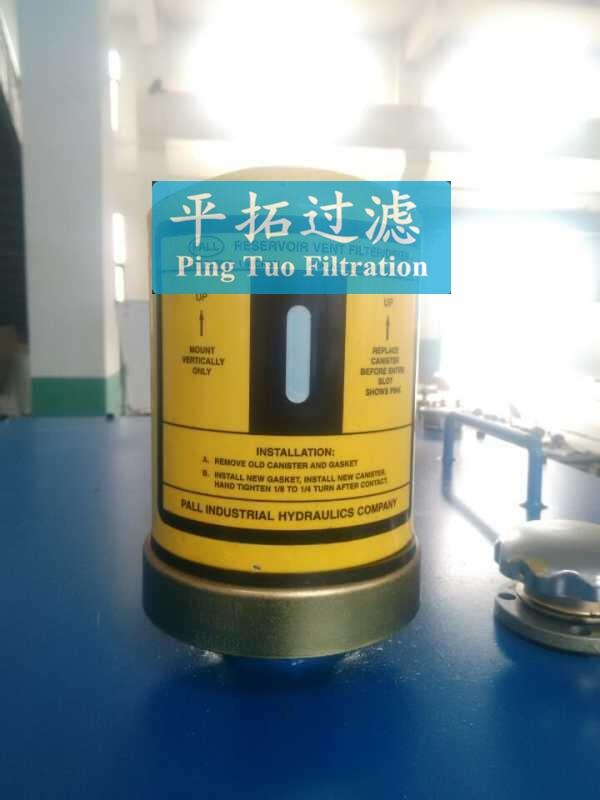 平拓过滤
Ping Tuo Filtration
PALL
RESERVOIR VENT FILTER/DRYER
UP
MOUNT
VERTICALLY
ONLY
UP
REPLACE
CANISTER
BEFORE ENTIRE
SLOT
SHOWS PINK
INSTALLATION:
A. REMOVE OLD CANISTER AND GASKET
B. INSTALL NEW GASKET, INSTALL NEW CANISTER,
HAND TIGHTEN 1/8 TO 1/4 TURN AFTER CONTACT.
PALL INDUSTRIAL HYDRAULICS COMPANY